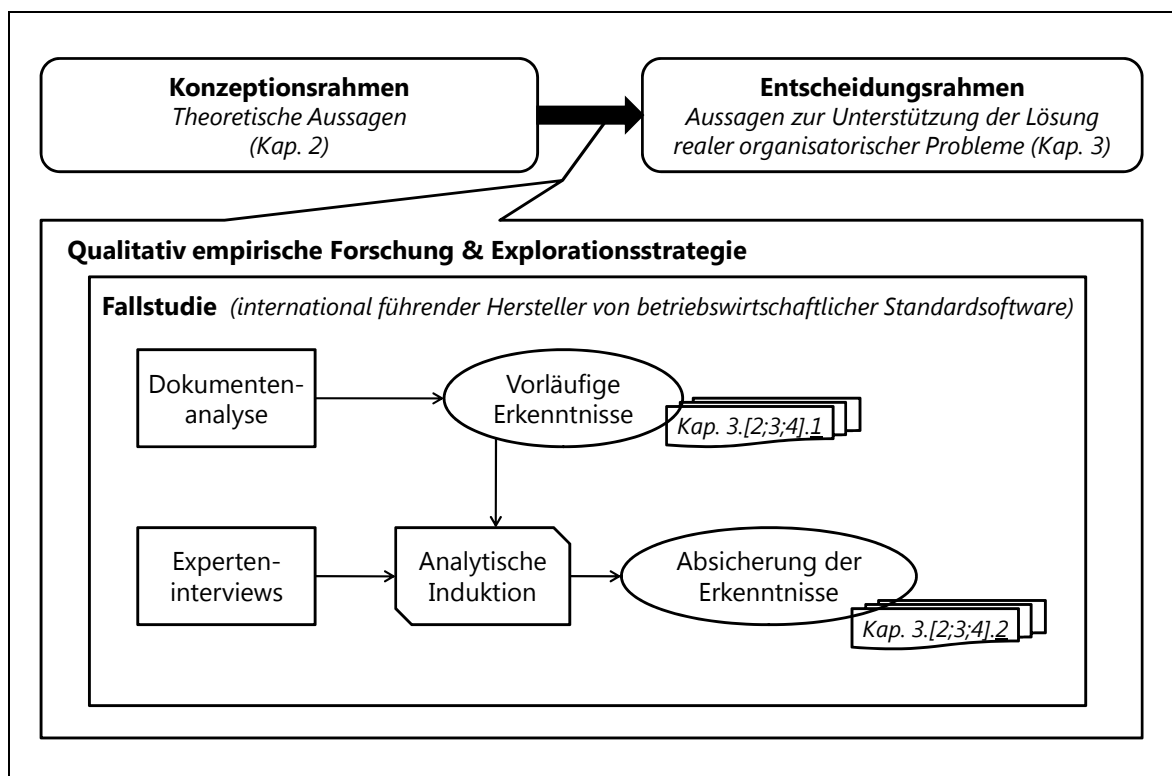 Konzeptionsrahmen
Theoretische Aussagen
(Kap. 2)
Entscheidungsrahmen
Aussagen zur Unterstützung der Lösung
realer organisatorischer Probleme (Kap. 3)
Qualitativ empirische Forschung & Explorationsstrategie
Fallstudie (international führender Hersteller von betriebswirtschaftlicher Standardsoftware)
Dokumenten-
analyse
Vorläufige
Erkenntnisse
Kap. 3.[2;3;4].1
Experten-
interviews
Analytische
Induktion
Absicherung der
Erkenntnisse
Kap. 3.[2;3;4].2